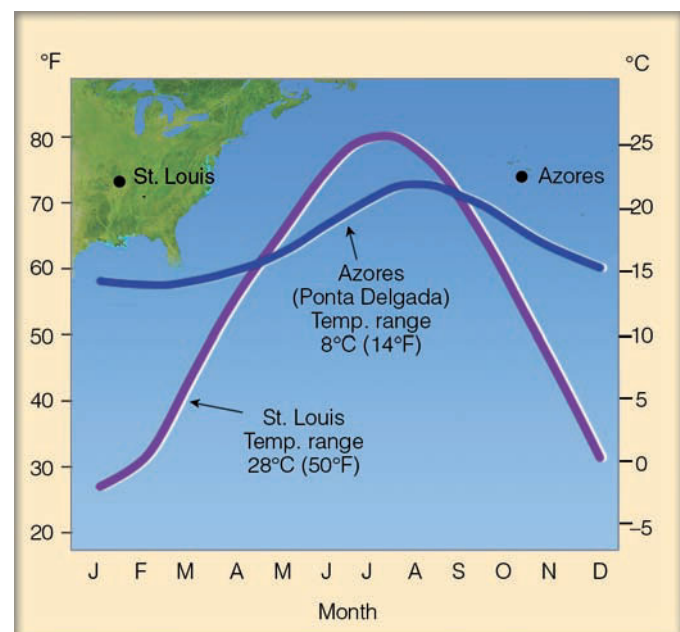 °F
°C
80
70
60
50
40
30
20
25
20
15
10
5
0
–5
St. Louis
Azores
Azores
(Ponta Delgada)
Temp. range
8°C (14°F)
St. Louis
Temp. range
28°C (50°F)
J F M A M J J A S O N D
Month